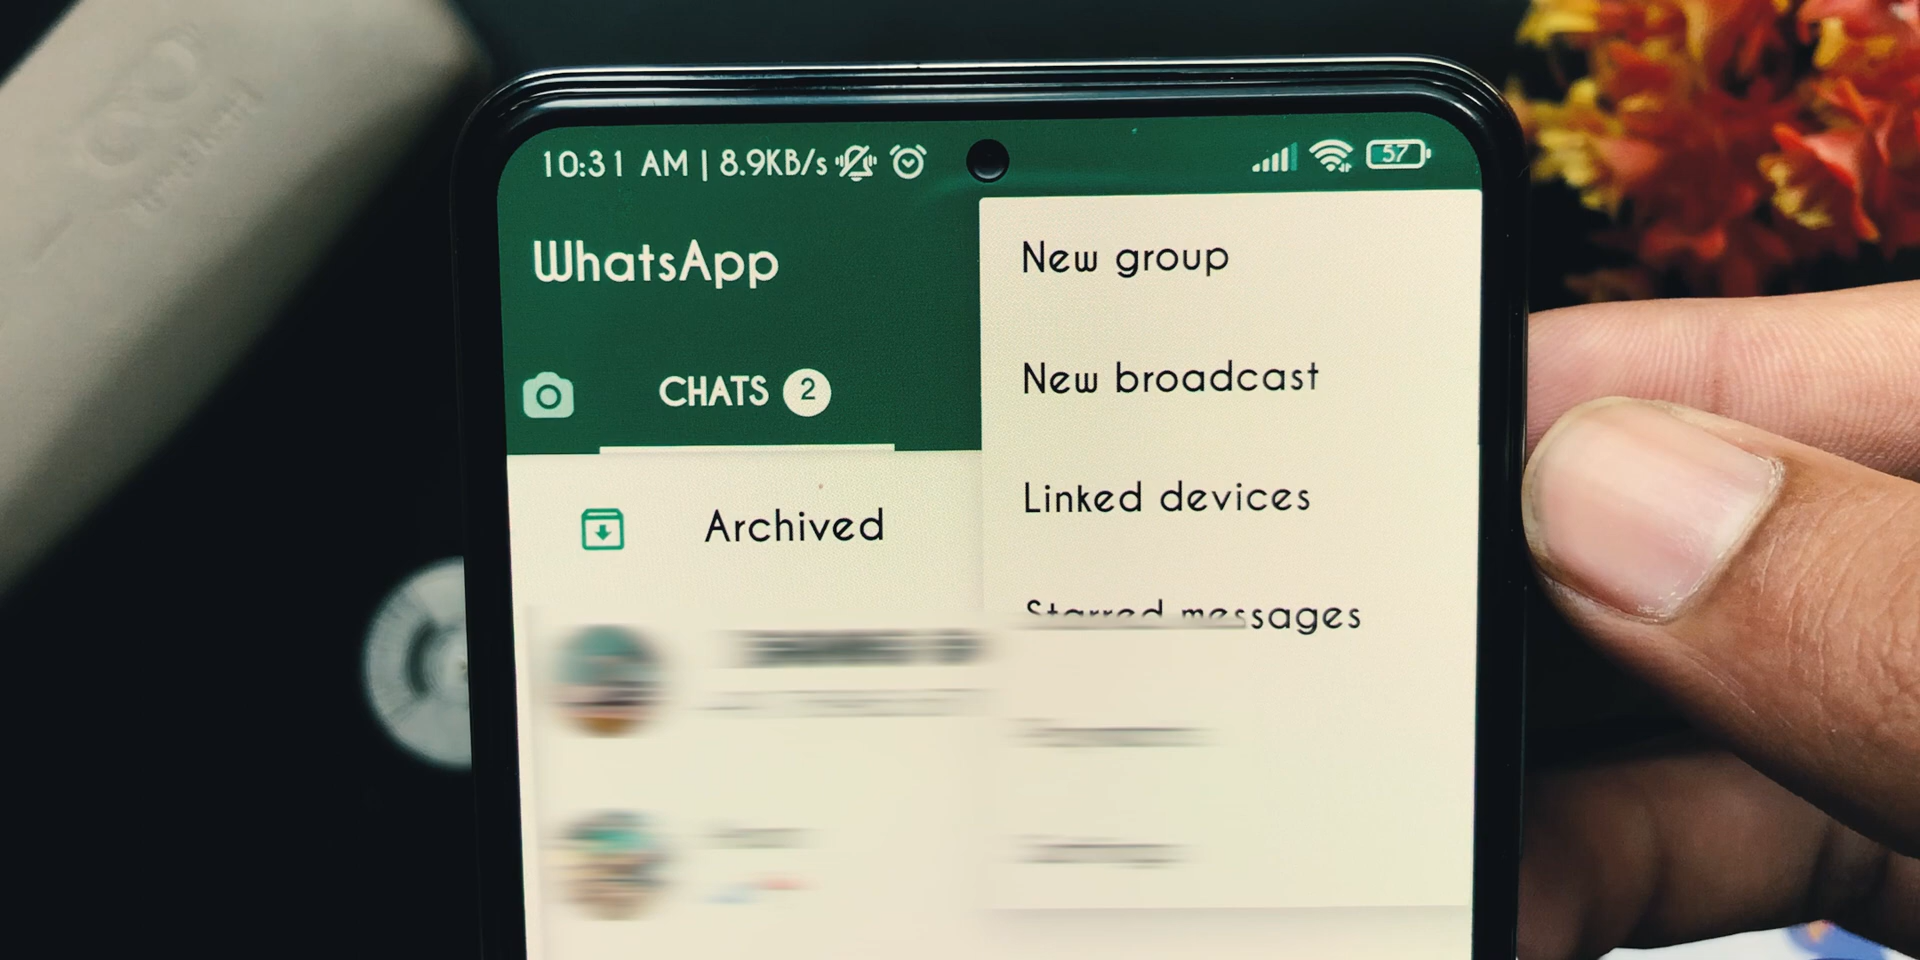 10:31 AM | 8.9KB/s
57
WhatsApp
CHATS 2
Archived
New group
New broadcast
Linked devices
Starred messages